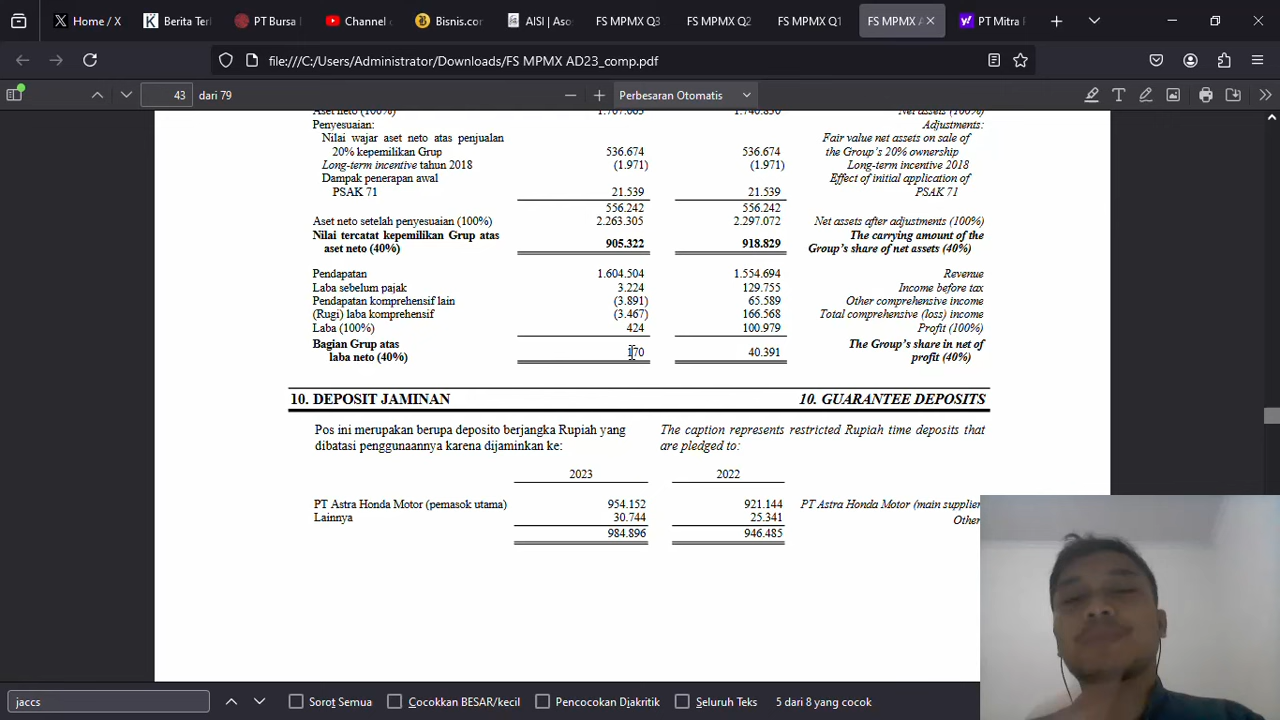 Home / X
Berita Terl
PT Bursa
Channel c
Bisnis.cor
AISI | Aso
FS MPMX Q3
FS MPMX Q2
FS MPMX Q1
FS MPMX A
PT Mitra I
file:///C:/Users/Administrator/Downloads/FS MPMX AD23_comp.pdf
43 dari 79
Perbesaran Otomatis
Penyesuaian: Adjustments:
Nilai wajar aset neto atas penjualan Fair value net assets on sale of
20% kepemilikan Grup 536.674 536.674 the Group's 20% ownership
Long-term incentive tahun 2018 (1.971) (1.971) Long-term incentive 2018
Dampak penerapan awal Effect of initial application of
PSAK 71 21.539 21.539 PSAK 71
556.242 556.242
Aset neto setelah penyesuaian (100%) 2.263.305 2.297.072 Net assets after adjustments (100%)
Nilai tercatat kepemilikan Grup atas The carrying amount of the
aset neto (40%) 905.322 918.829 Group's share of net assets (40%)
Pendapatan 1.604.504 1.554.694 Revenue
Laba sebelum pajak 3.224 129.755 Income before tax
Pendapatan komprehensif lain (3.891) 65.589 Other comprehensive income
(Rugi) laba komprehensif (3.467) 166.568 Total comprehensive (loss) income
Laba (100%) 424 100.979 Profit (100%)
Bagian Grup atas The Group's share in net of
laba neto (40%) 170 40.391 profit (40%)
10. DEPOSIT JAMINAN 10. GUARANTEE DEPOSITS
Pos ini merupakan berupa deposito berjangka Rupiah yang The caption represents restricted Rupiah time deposits that
dibatasi penggunaannya karena dijaminkan ke: are pledged to:
2023 2022
PT Astra Honda Motor (pemasok utama) 954.152 921.144 PT Astra Honda Motor (main supplier
Lainnya 30.744 25.341 Other
984.896 946.485
jaccs
Sorot Semua
Cocokkan BESAR/kecil
Pencocokan Diakritik
Seluruh Teks
5 dari 8 yang cocok